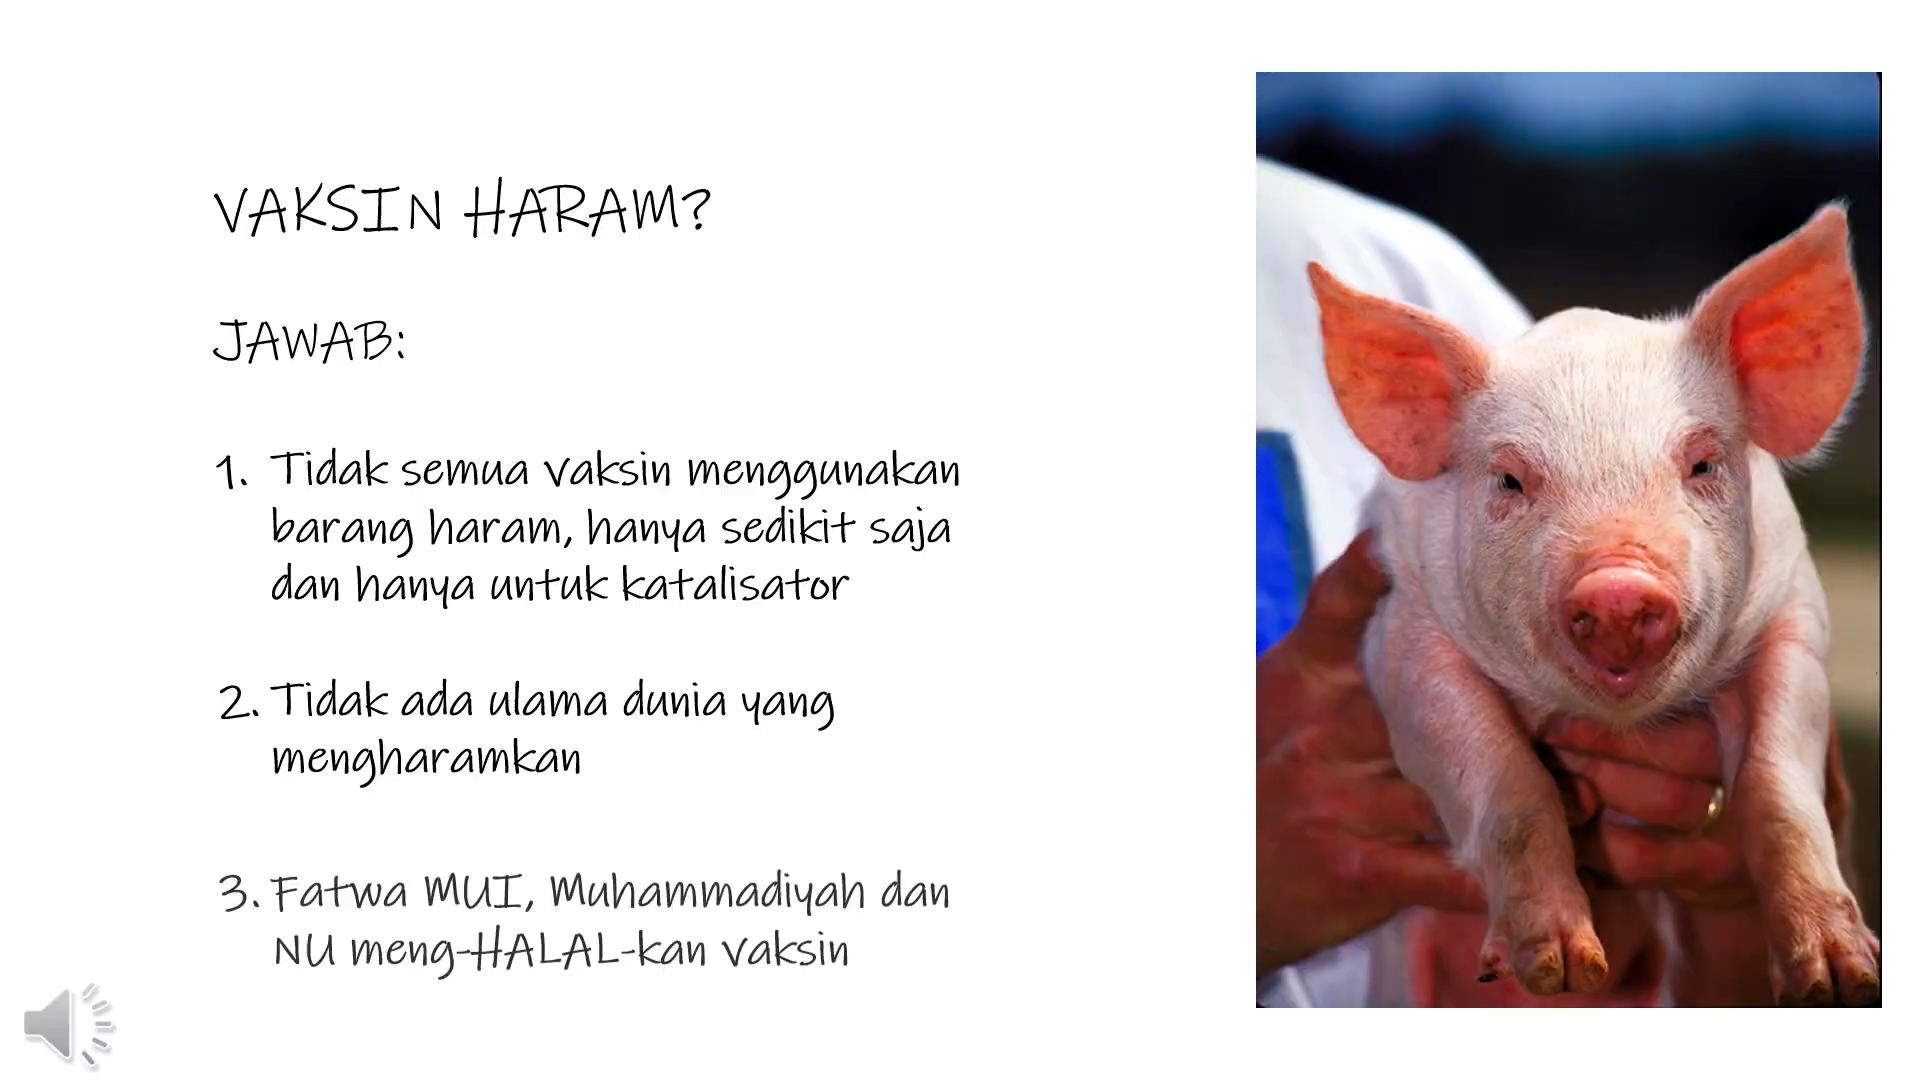 VAKSIN HARAM?
JAWAB:
1. Tidak semua vaksin menggunakan
barang haram, hanya sedikit saja
dan hanya untuk katalisator
2. Tidak ada ulama dunia yang
mengharamkan
3. Fatwa MUI, Muhammadiyah dan
NU meng-HALAL-kan vaksin